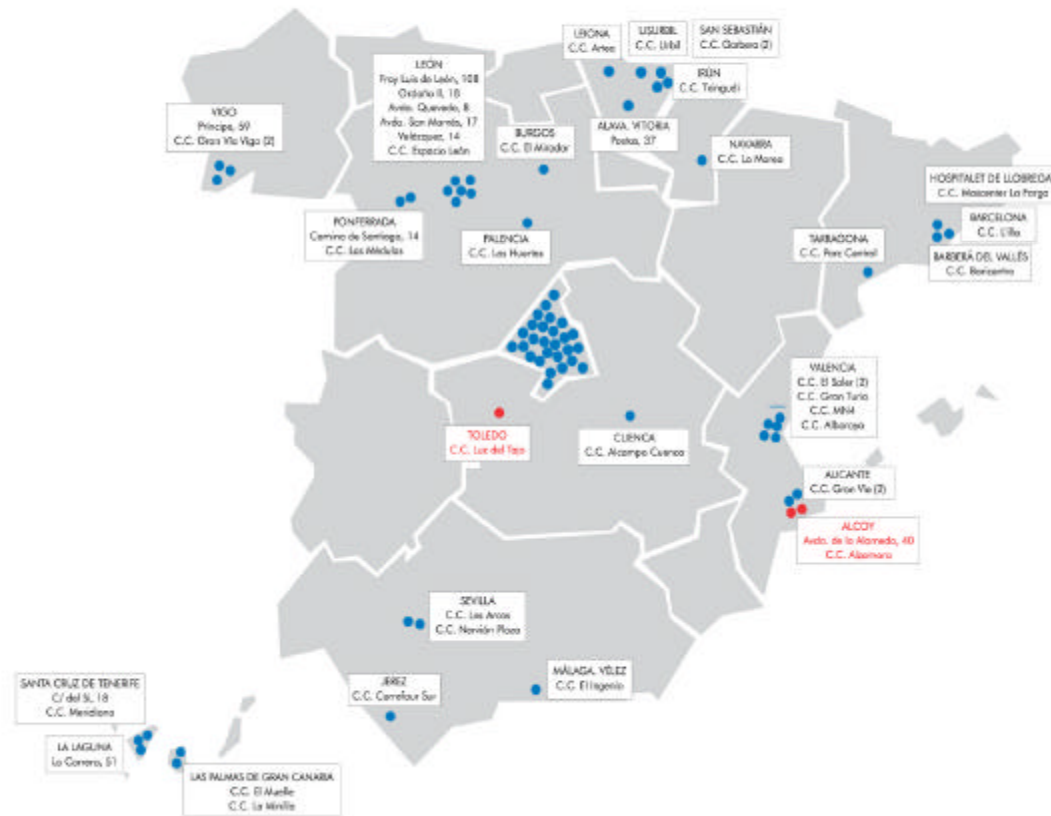 LEIONA
C.C. Artea
USURBIL
C.C. Urbil
SAN SEBASTIÁN
C.C. Garbera (2)
LEÓN
Fray Luis de León, 108
Ordoño II, 18
Avda. Quevedo, 8
Avda. San Mamés, 17
Velázquez, 14
C.C. Espacio León
IRÚN
C.C. Txingudi
VIGO
Príncipe, 59
C.C. Gran Vía Vigo (2)
BURGOS
C.C. El Mirador
ALAVA. VITORIA
Postas, 37
NAVARRA
C.C. La Morea
HOSPITALET DE LLOBREGA
C.C. Maxcenter La Farga
BARCELONA
C.C. L'illa
BARBERÁ DEL VALLÉS
C.C. Baricentro
PONFERRADA
Camino de Santiago, 14
C.C. Las Médulas
PALENCIA
C.C. Las Huertas
TARRAGONA
C.C. Parc Central
VALENCIA
C.C. El Saler (2)
C.C. Gran Turia
C.C. MN4
C.C. Alboraya
TOLEDO
C.C. Luz del Tajo
CUENCA
C.C. Alcampo Cuenca
ALICANTE
C.C. Gran Vía (2)
ALCOY
Avda. de la Alameda, 40
C.C. Alzamora
SEVILLA
C.C. Los Arcos
C.C. Nervión Plaza
JEREZ
C.C. Carrefour Sur
MÁLAGA. VÉLEZ
C.C. El Ingenio
SANTA CRUZ DE TENERIFE
C/ del Sí, 18
C.C. Meridiano
LA LAGUNA
La Carrera, 51
LAS PALMAS DE GRAN CANARIA
C.C. El Muelle
C.C. La Minilla